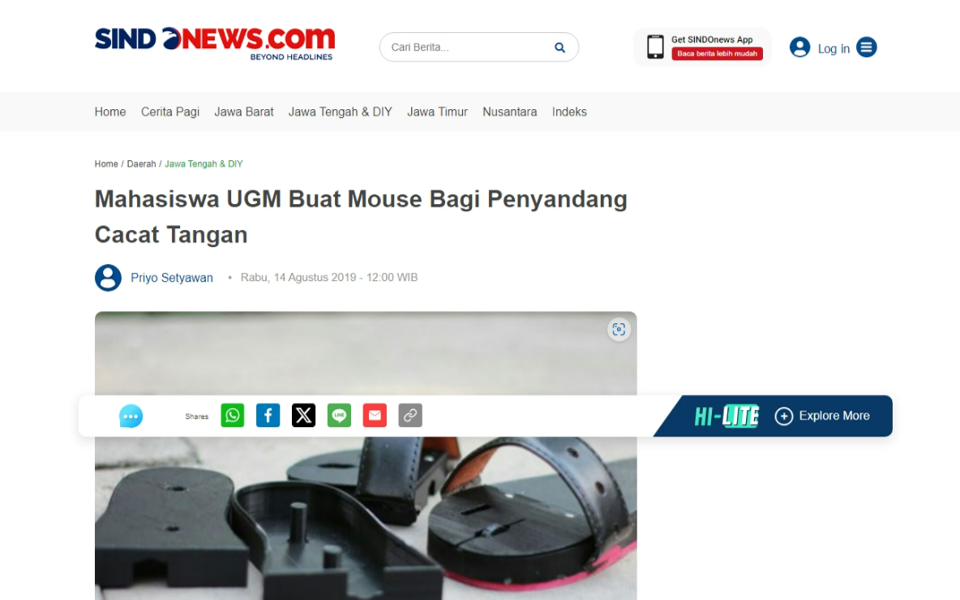 SINDONEWS.com
BEYOND HEADLINES
Cari Berita...
Get SINDOnews App
Baca berita lebih mudah
Log in
Home Cerita Pagi Jawa Barat Jawa Tengah & DIY Jawa Timur Nusantara Indeks
Home / Daerah / Jawa Tengah & DIY
Mahasiswa UGM Buat Mouse Bagi Penyandang
Cacat Tangan
Priyo Setyawan • Rabu, 14 Agustus 2019 - 12:00 WIB
Shares
LINE
HI-LITE
Explore More